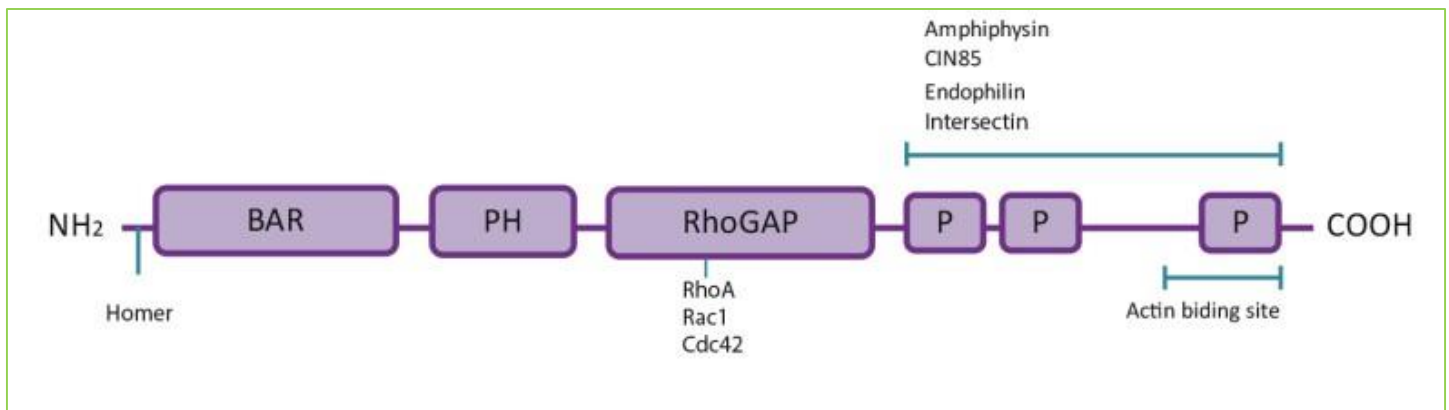 Amphiphysin
CIN85
Endophilin
Intersectin
NH2 BAR PH RhoGAP P P P COOH
Homer
RhoA
Rac1
Cdc42
Actin biding site